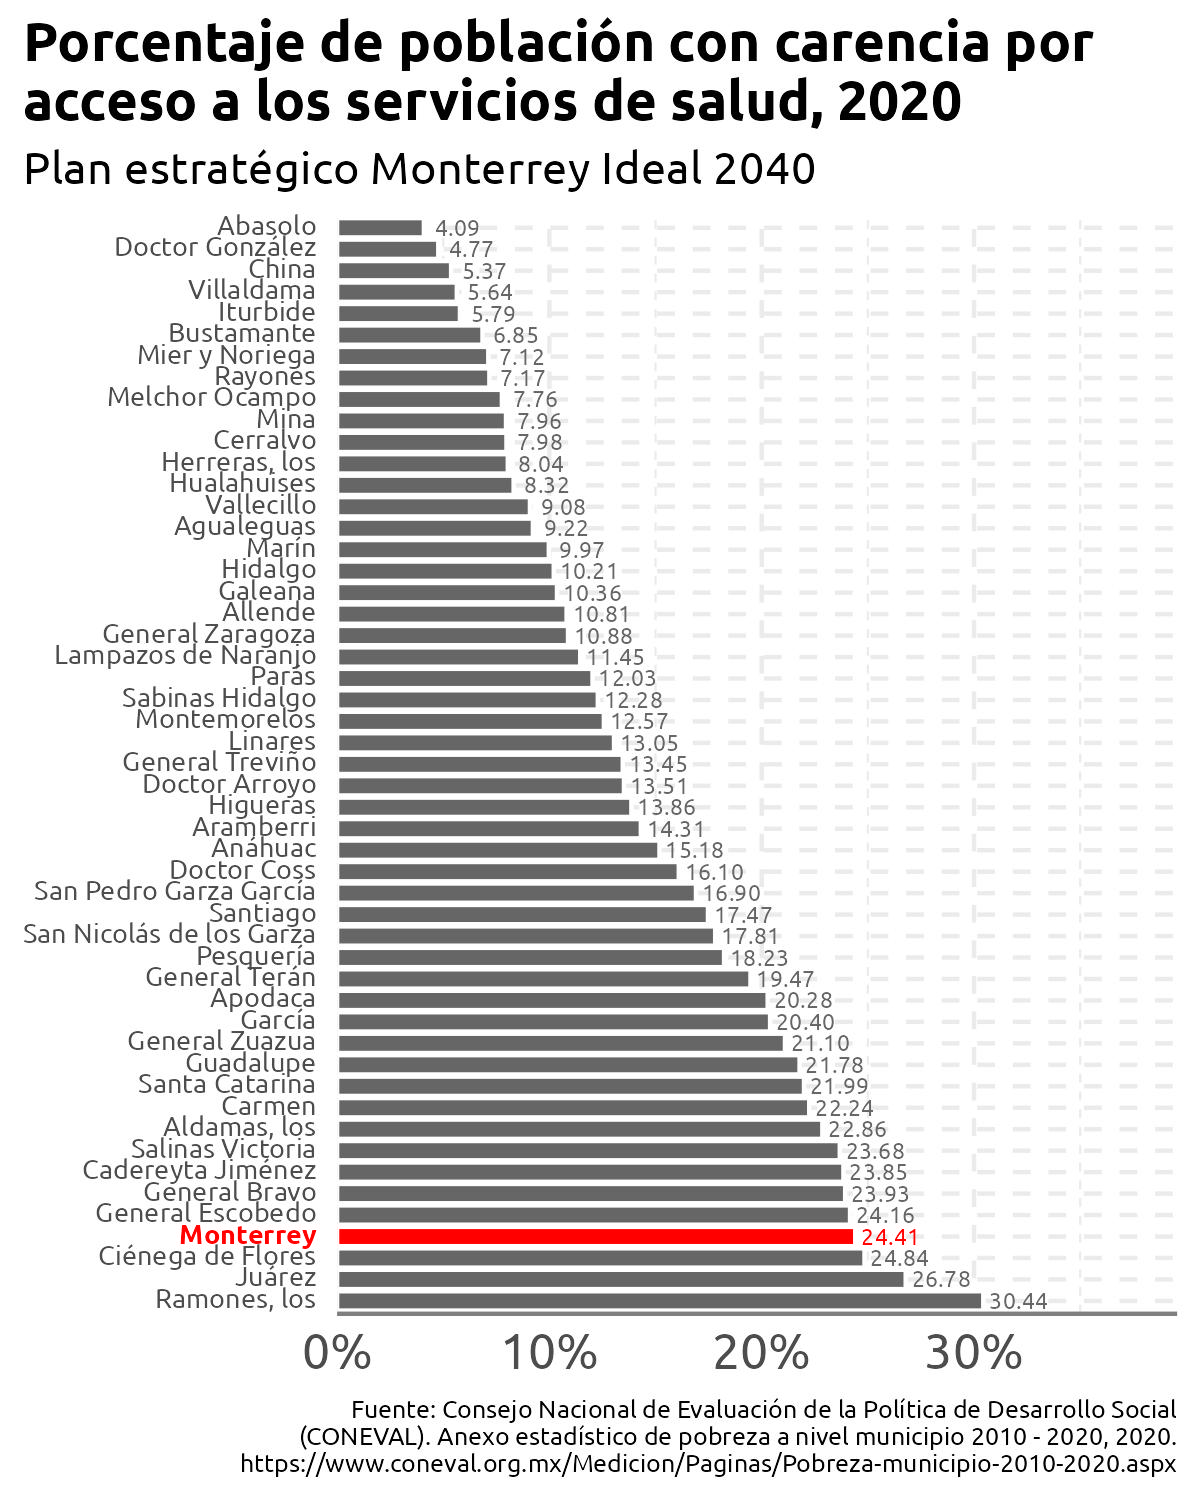 Porcentaje de población con carencia por
acceso a los servicios de salud, 2020
Plan estratégico Monterrey Ideal 2040
Abasolo 4.09
Doctor González 4.77
China 5.37
Villaldama 5.64
Iturbide 5.79
Bustamante 6.85
Mier y Noriega 7.12
Rayones 7.17
Melchor Ocampo 7.76
Mina 7.96
Cerralvo 7.98
Herreras, los 8.04
Hualahuises 8.32
Vallecillo 9.08
Agualeguas 9.22
Marín 9.97
Hidalgo 10.21
Galeana 10.36
Allende 10.81
General Zaragoza 10.88
Lampazos de Naranjo 11.45
Parás 12.03
Sabinas Hidalgo 12.28
Montemorelos 12.57
Linares 13.05
General Treviño 13.45
Doctor Arroyo 13.51
Higueras 13.86
Aramberri 14.31
Anáhuac 15.18
Doctor Coss 16.10
San Pedro Garza García 16.90
Santiago 17.47
San Nicolás de los Garza 17.81
Pesquería 18.23
General Terán 19.47
Apodaca 20.28
García 20.40
General Zuazua 21.10
Guadalupe 21.78
Santa Catarina 21.99
Carmen 22.24
Aldamas, los 22.86
Salinas Victoria 23.68
Cadereyta Jiménez 23.85
General Bravo 23.93
General Escobedo 24.16
Monterrey 24.41
Ciénega de Flores 24.84
Juárez 26.78
Ramones, los 30.44
0% 10% 20% 30%
Fuente: Consejo Nacional de Evaluación de la Política de Desarrollo Social
(CONEVAL). Anexo estadístico de pobreza a nivel municipio 2010 - 2020, 2020.
https://www.coneval.org.mx/Medicion/Paginas/Pobreza-municipio-2010-2020.aspx